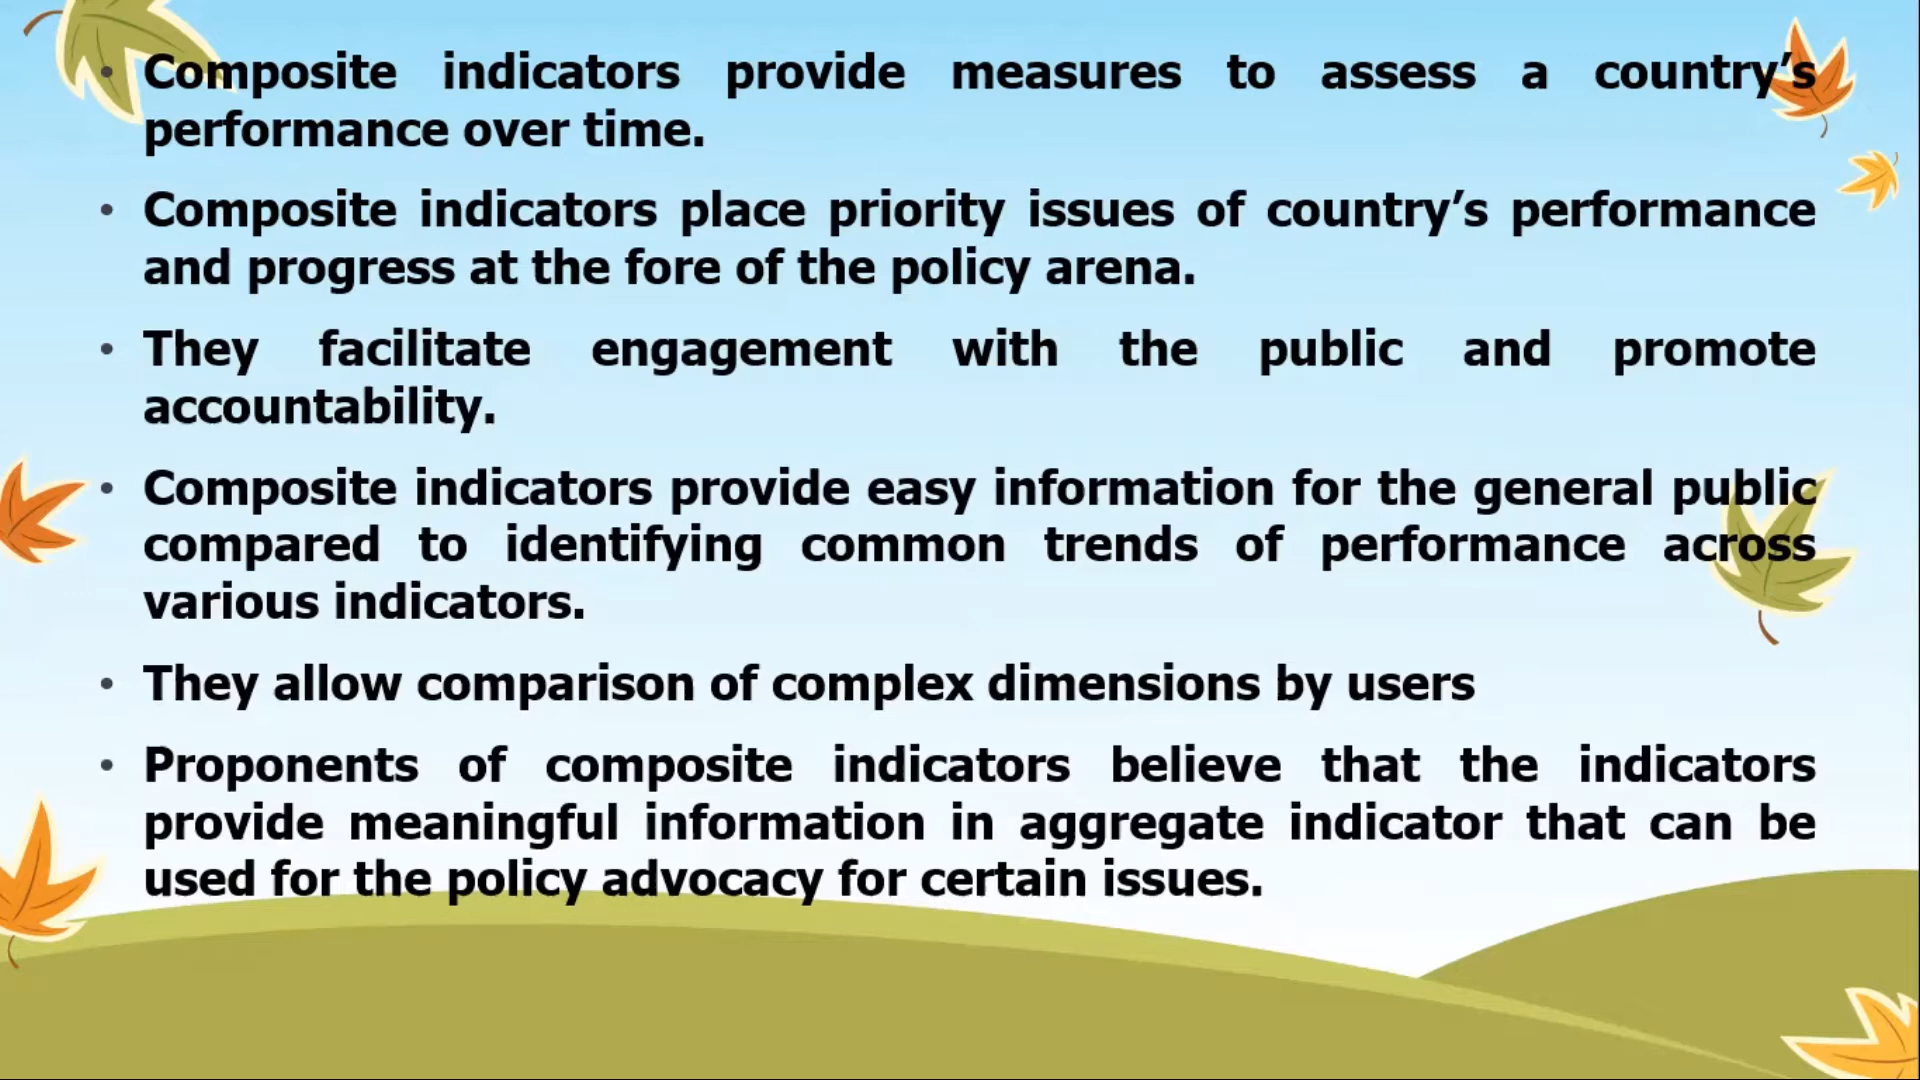 • Composite indicators provide measures to assess a country’s
performance over time.
• Composite indicators place priority issues of country’s performance
and progress at the fore of the policy arena.
• They facilitate engagement with the public and promote
accountability.
• Composite indicators provide easy information for the general public
compared to identifying common trends of performance across
various indicators.
• They allow comparison of complex dimensions by users
• Proponents of composite indicators believe that the indicators
provide meaningful information in aggregate indicator that can be
used for the policy advocacy for certain issues.